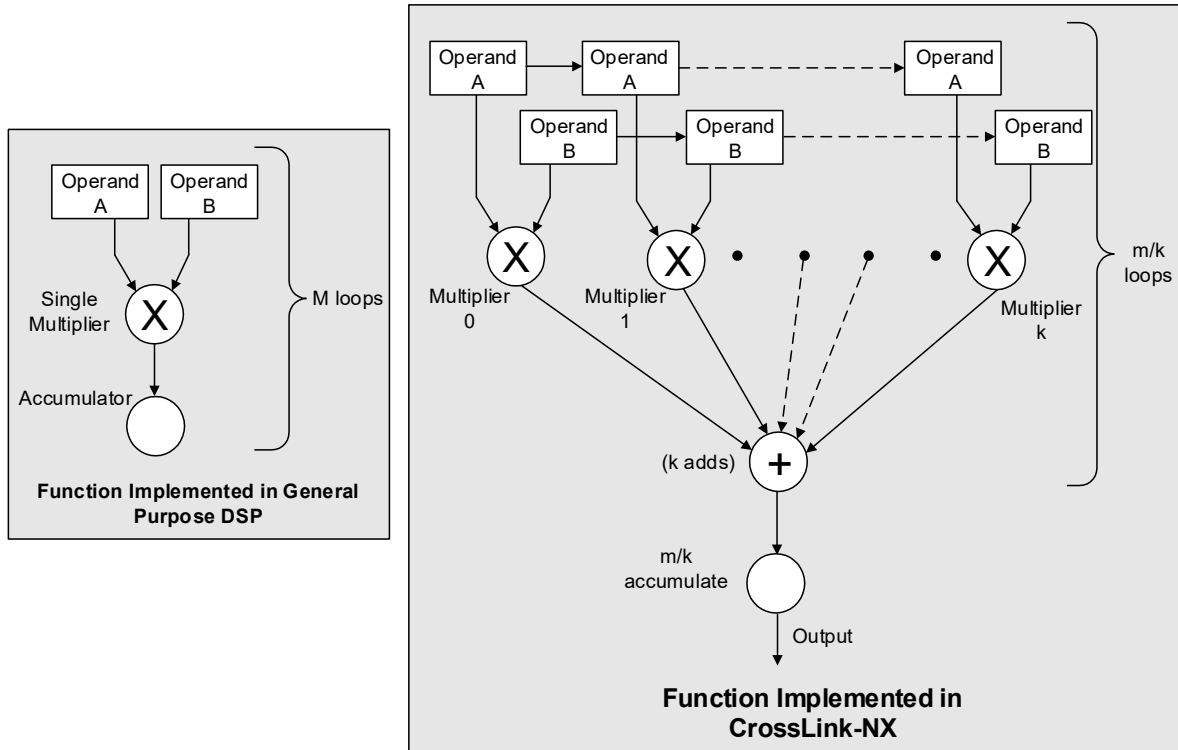 Operand
A
Operand
B
Single
Multiplier
X
M loops
Accumulator
Function Implemented in General
Purpose DSP
Operand
A
Operand
A
Operand
A
Operand
B
Operand
B
Operand
B
X
X
X
m/k
loops
Multiplier
0
Multiplier
1
Multiplier
k
(k adds)
+
m/k
accumulate
Output
Function Implemented in
CrossLink-NX